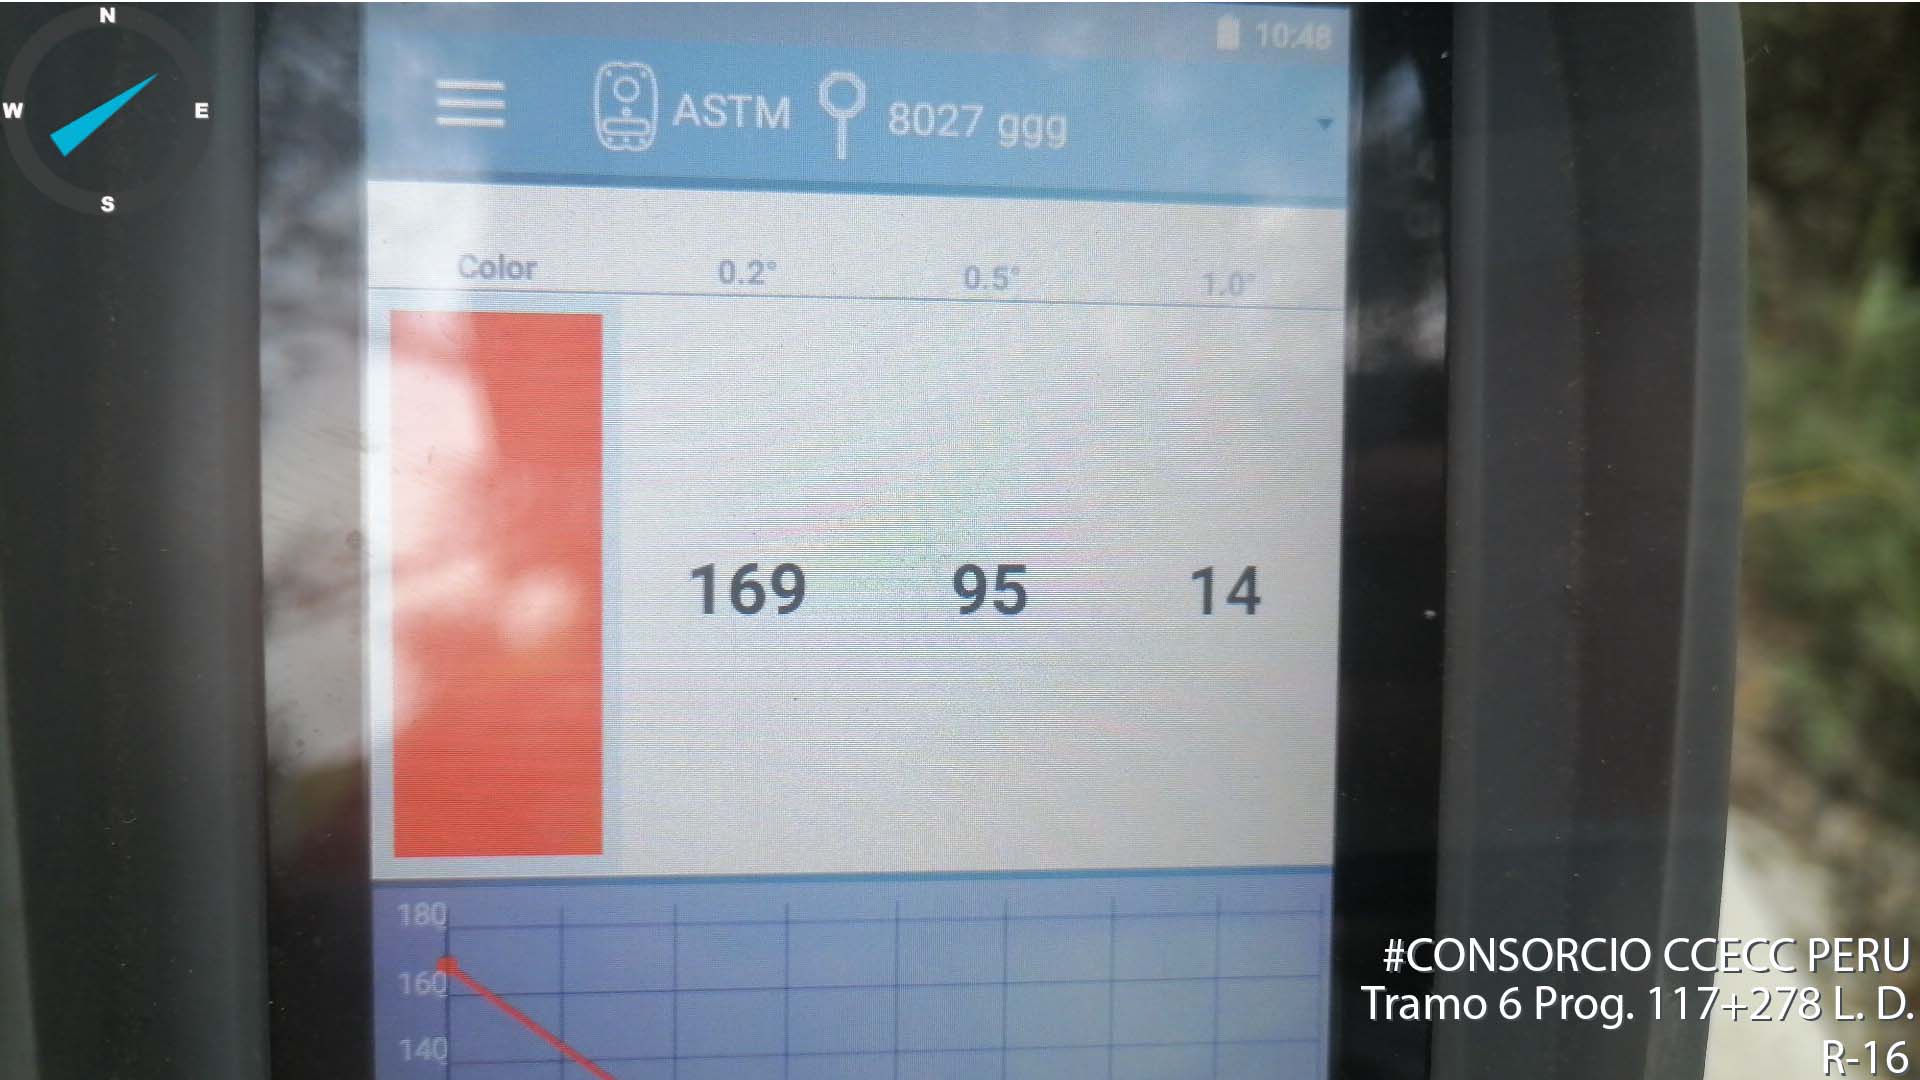 N
W E
S
10:48
ASTM 8027 ggg
Color 0.2° 0.5° 1.0°
169 95 14
180
160
140
#CONSORCIO CCECC PERU
Tramo 6 Prog. 117+278 L. D.
R-16